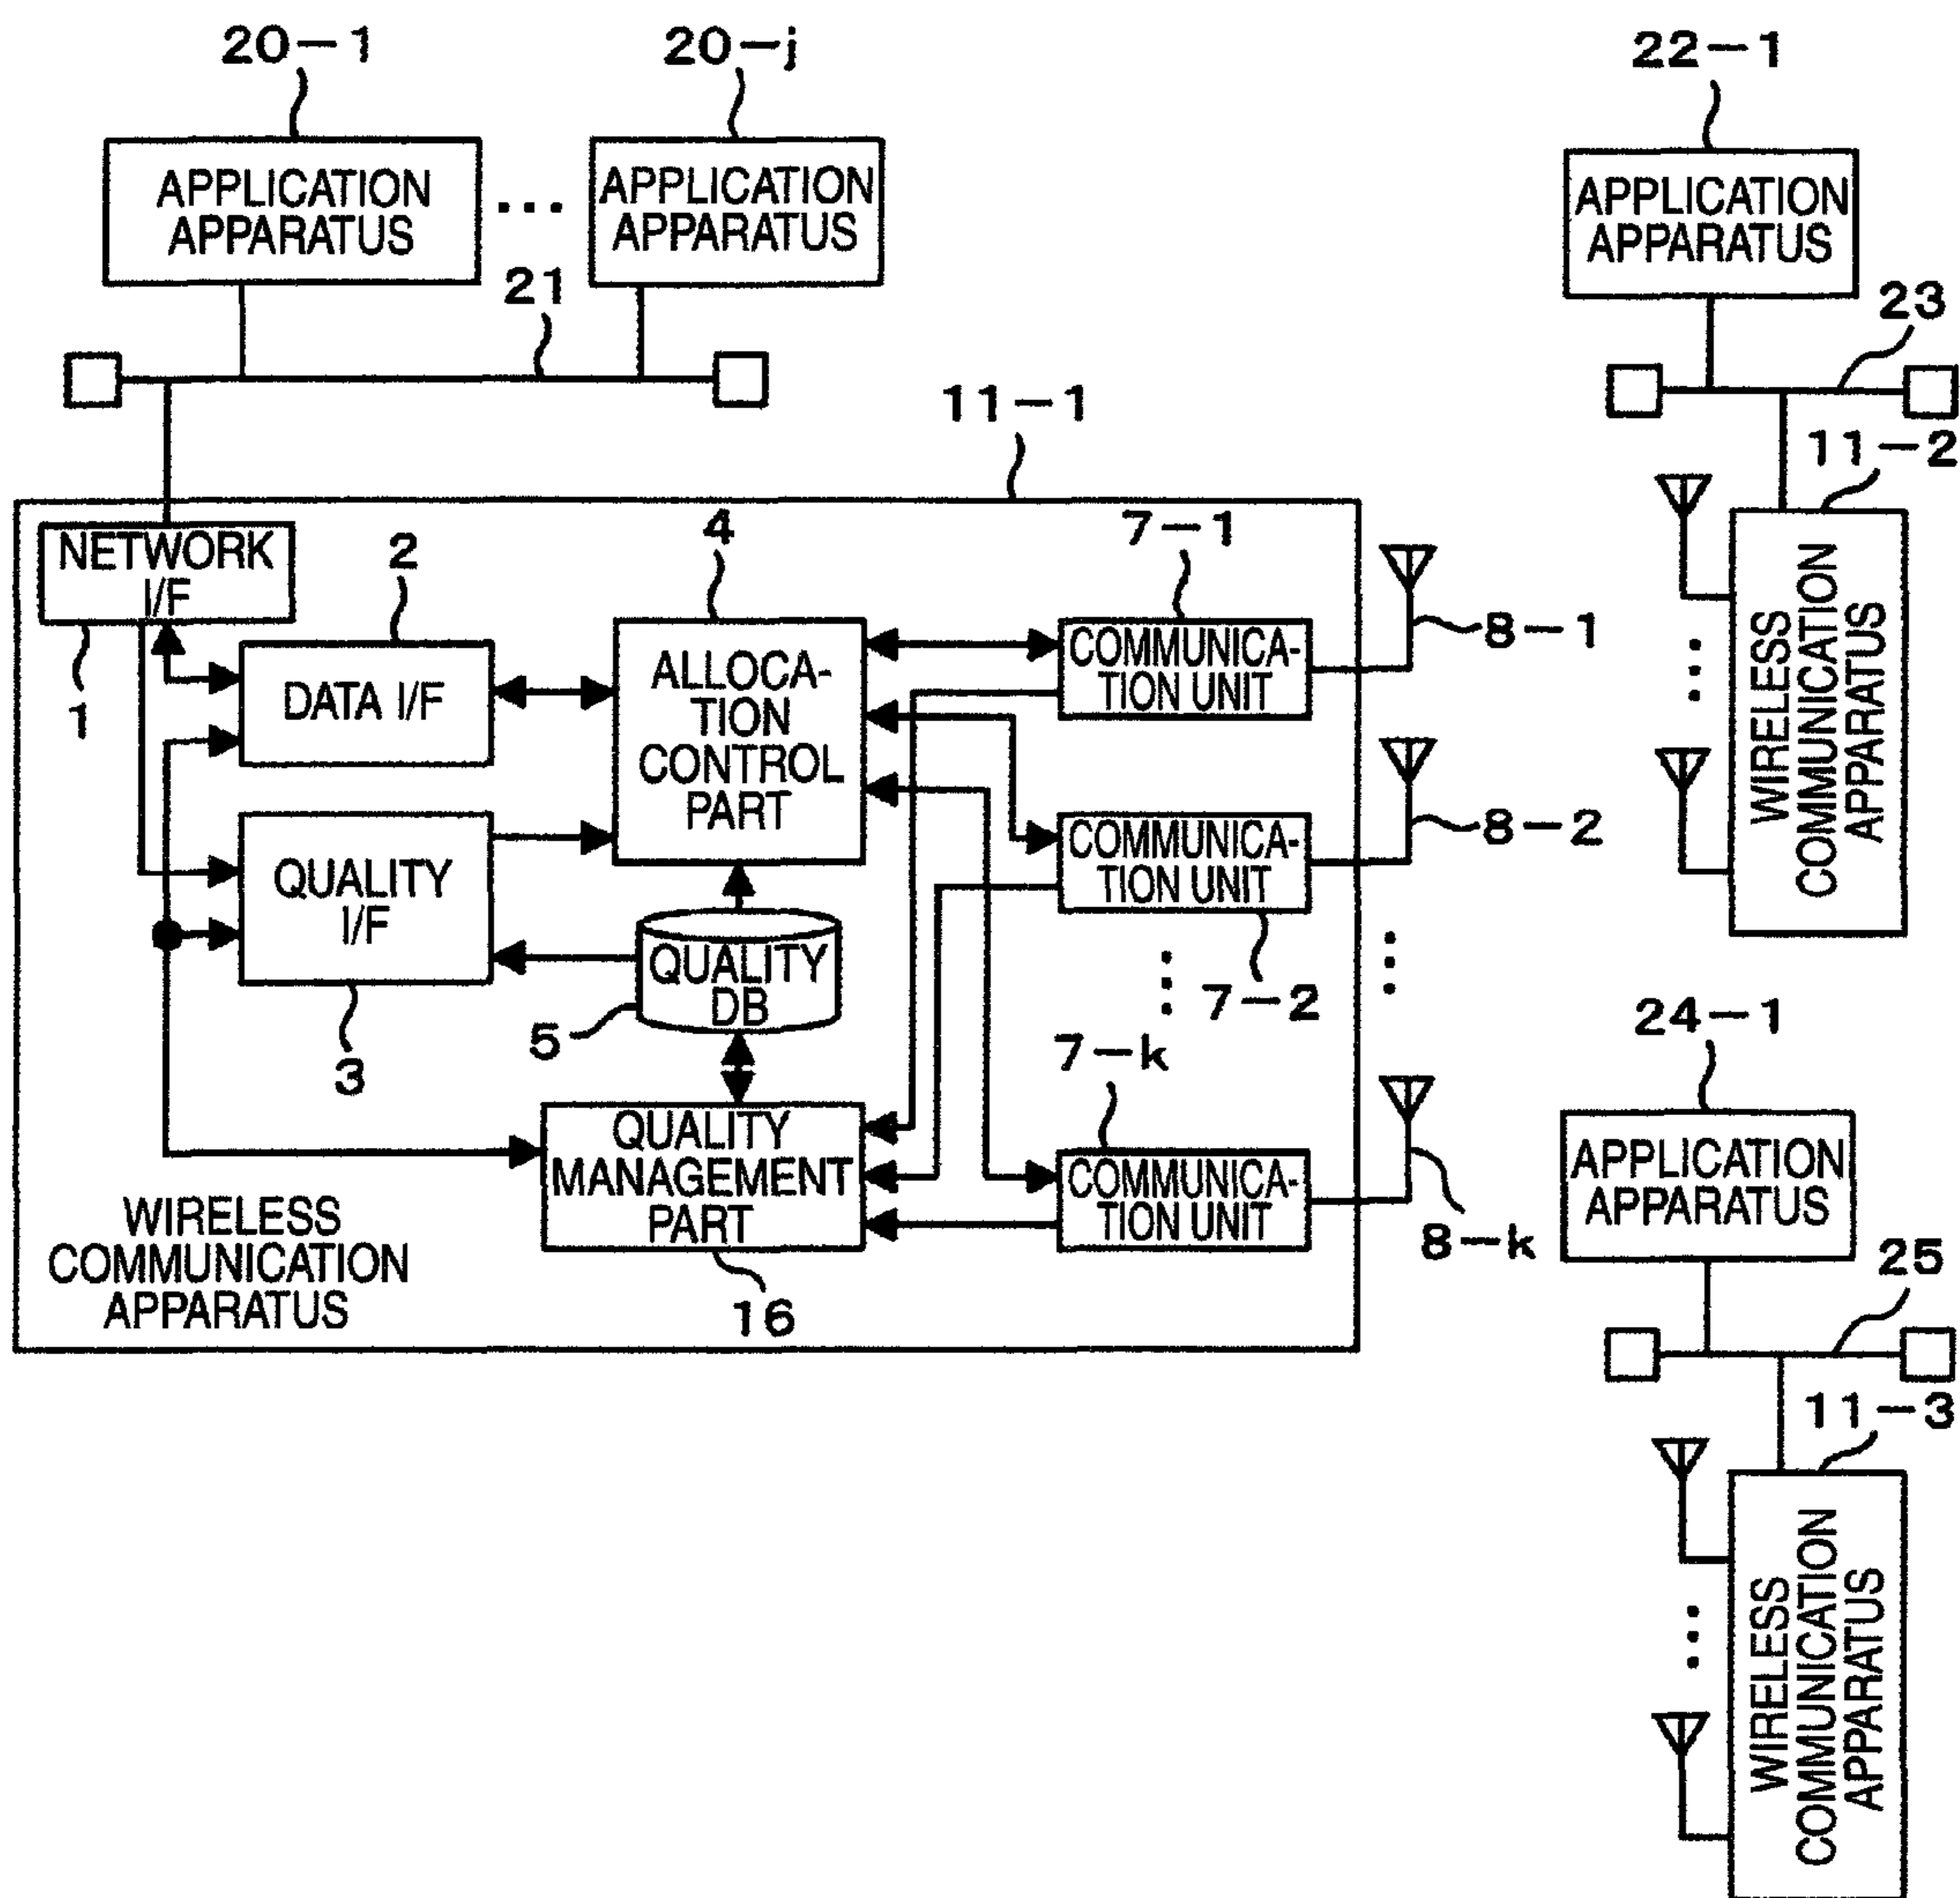 20-1
20-j
22-1
APPLICATION
APPARATUS
...
APPLICATION
APPARATUS
APPLICATION
APPARATUS
21
23
11-1
11-2
NETWORK
I/F
1
2
DATA I/F
4
ALLOCA-
TION
CONTROL
PART
7-1
COMMUNICA-
TION UNIT
8-1
WIRELESS
COMMUNICATION
APPARATUS
QUALITY
I/F
3
COMMUNICA-
TION UNIT
7-2
8-2
QUALITY
DB
5
7-k
COMMUNICA-
TION UNIT
8-k
QUALITY
MANAGEMENT
PART
16
WIRELESS
COMMUNICATION
APPARATUS
24-1
APPLICATION
APPARATUS
25
11-3
WIRELESS
COMMUNICATION
APPARATUS